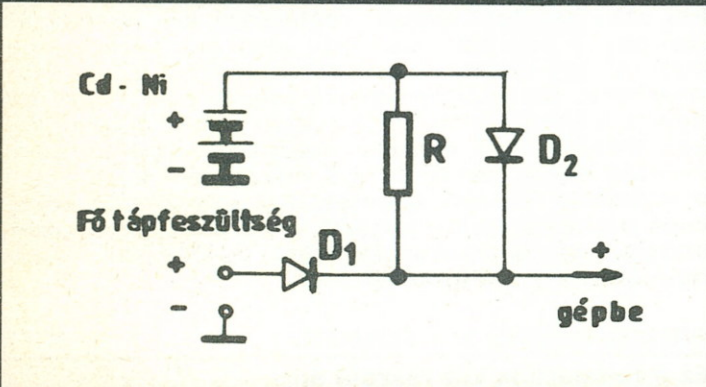 Cd - Ni
+
-
R
D2
Fő tápfeszültség
D1
+
-
+
gépbe